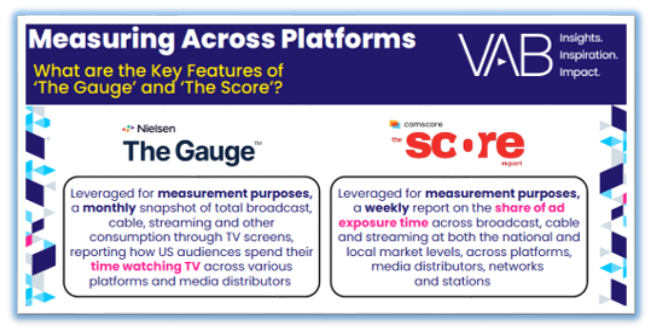 Measuring Across Platforms
What are the Key Features of
‘The Gauge’ and ‘The Score’?
VAB
Insights.
Inspiration.
Impact.
Nielsen
The Gauge™
Leveraged for measurement purposes,
a monthly snapshot of total broadcast,
cable, streaming and other
consumption through TV screens,
reporting how US audiences spend their
time watching TV across various
platforms and media distributors
comscore
the score
report
Leveraged for measurement purposes,
a weekly report on the share of ad
exposure time across broadcast, cable
and streaming at both the national and
local market levels, across platforms,
media distributors, networks
and stations